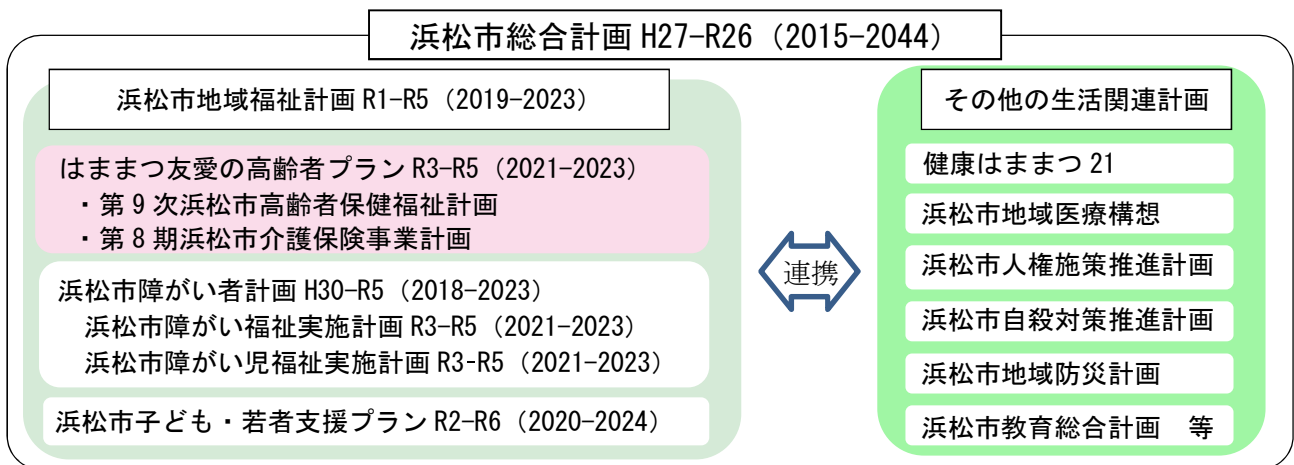 浜松市総合計画 H27-R26（2015-2044）
浜松市地域福祉計画 R1-R5（2019-2023）
はままつ友愛の高齢者プラン R3-R5（2021-2023）
・第 9 次浜松市高齢者保健福祉計画
・第 8 期浜松市介護保険事業計画
浜松市障がい者計画 H30-R5（2018-2023）
浜松市障がい福祉実施計画 R3-R5（2021-2023）
浜松市障がい児福祉実施計画 R3-R5（2021-2023）
浜松市子ども・若者支援プラン R2-R6（2020-2024）
連携
その他の生活関連計画
健康はままつ 21
浜松市地域医療構想
浜松市人権施策推進計画
浜松市自殺対策推進計画
浜松市地域防災計画
浜松市教育総合計画　等